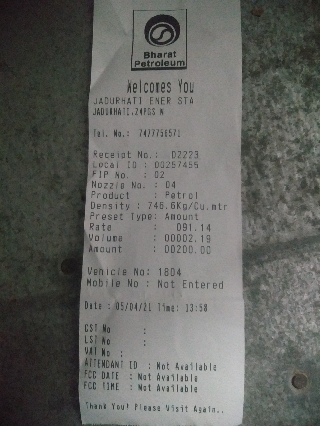 Bharat
Petroleum
Welcomes You
JADURHATI ENER STA
JADURHATI,24PGS N
Tel. No.: 7477756571
Receipt No.: 02223
Local ID : 00257455
FIP No. : 02
Nozzle No. : 04
Product : Petrol
Density : 746.6Kg/Cu.mtr
Preset Type: Amount
Rate : 091.14
Volume : 00002.19
Amount : 00200.00
Vehicle No: 1804
Mobile No : Not Entered
Date : 05/04/21 Time: 13:58
CST No :
LST No :
VAT No :
ATTENDANT ID : Not Available
FCC DATE : Not Available
FCC TIME : Not Available
Thank You! Please Visit Again..